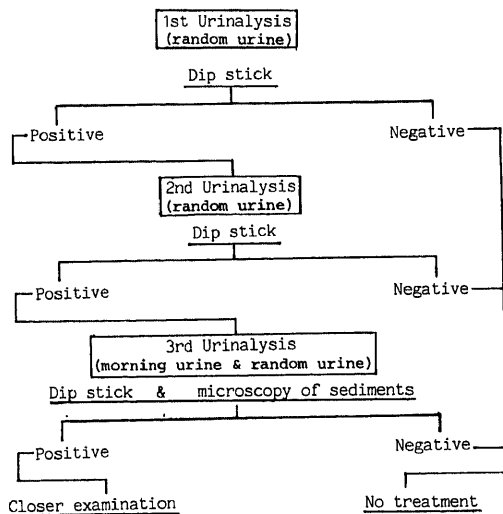 1st Urinalysis
(random urine)
Dip stick
Positive Negative
2nd Urinalysis
(random urine)
Dip stick
Positive Negative
3rd Urinalysis
(morning urine & random urine)
Dip stick & microscopy of sediments
Positive Negative
Closer examination No treatment